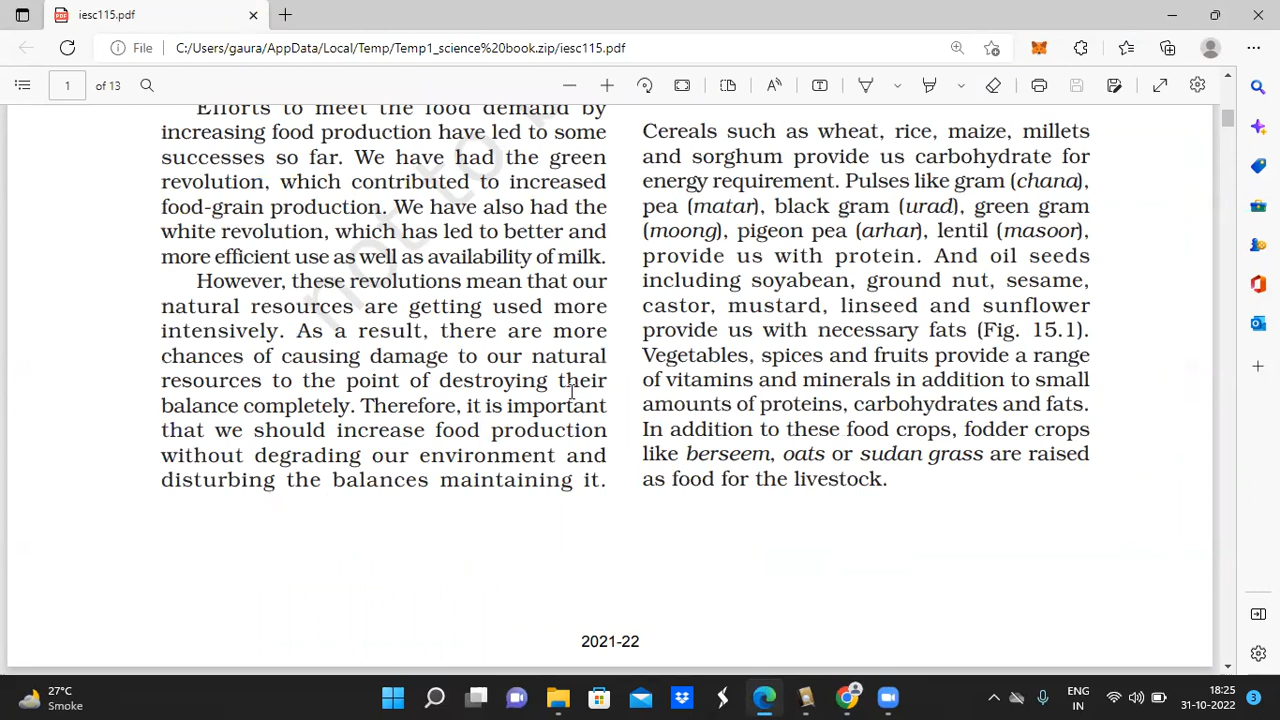 iesc115.pdf
File
C:/Users/gaura/AppData/Local/Temp/Temp1_science%20book.zip/iesc115.pdf
1 of 13
Efforts to meet the food demand by
increasing food production have led to some
successes so far. We have had the green
revolution, which contributed to increased
food-grain production. We have also had the
white revolution, which has led to better and
more efficient use as well as availability of milk.
However, these revolutions mean that our
natural resources are getting used more
intensively. As a result, there are more
chances of causing damage to our natural
resources to the point of destroying their
balance completely. Therefore, it is important
that we should increase food production
without degrading our environment and
disturbing the balances maintaining it.
Cereals such as wheat, rice, maize, millets
and sorghum provide us carbohydrate for
energy requirement. Pulses like gram (chana),
pea (matar), black gram (urad), green gram
(moong), pigeon pea (arhar), lentil (masoor),
provide us with protein. And oil seeds
including soyabean, ground nut, sesame,
castor, mustard, linseed and sunflower
provide us with necessary fats (Fig. 15.1).
Vegetables, spices and fruits provide a range
of vitamins and minerals in addition to small
amounts of proteins, carbohydrates and fats.
In addition to these food crops, fodder crops
like berseem, oats or sudan grass are raised
as food for the livestock.
not to
2021-22
27°C
Smoke
ENG
IN
18:25
31-10-2022
3